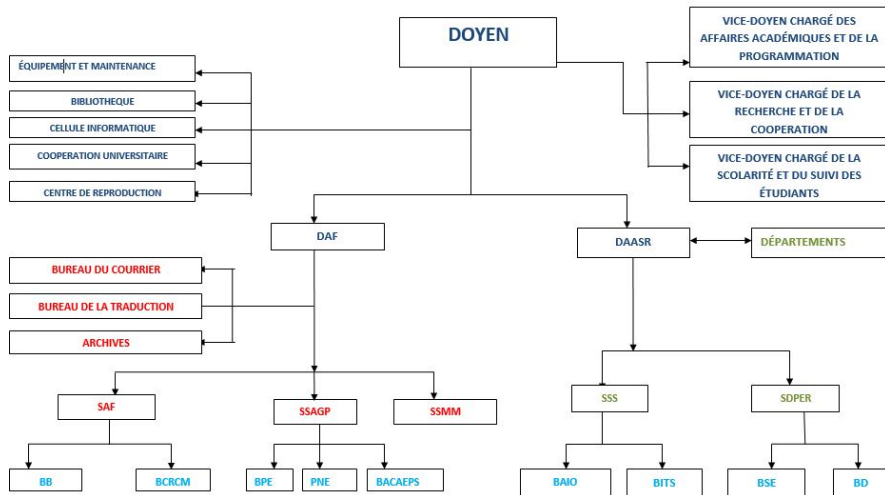 DOYEN
VICE-DOYEN CHARGÉ DES
AFFAIRES ACADÉMIQUES ET DE LA
PROGRAMMATION
ÉQUIPEMENT ET MAINTENANCE
BIBLIOTHEQUE
CELLULE INFORMATIQUE
COOPERATION UNIVERSITAIRE
CENTRE DE REPRODUCTION
VICE-DOYEN CHARGÉ DE LA
RECHERCHE ET DE LA
COOPERATION
VICE-DOYEN CHARGÉ DE LA
SCOLARITÉ ET DU SUIVI DES
ÉTUDIANTS
DAF
DAASR
DÉPARTEMENTS
BUREAU DU COURRIER
BUREAU DE LA TRADUCTION
ARCHIVES
SAF
SSAGP
SSMM
SSS
SDPER
BB
BCRCM
BPE
PNE
BACAEPS
BAIO
BITS
BSE
BD